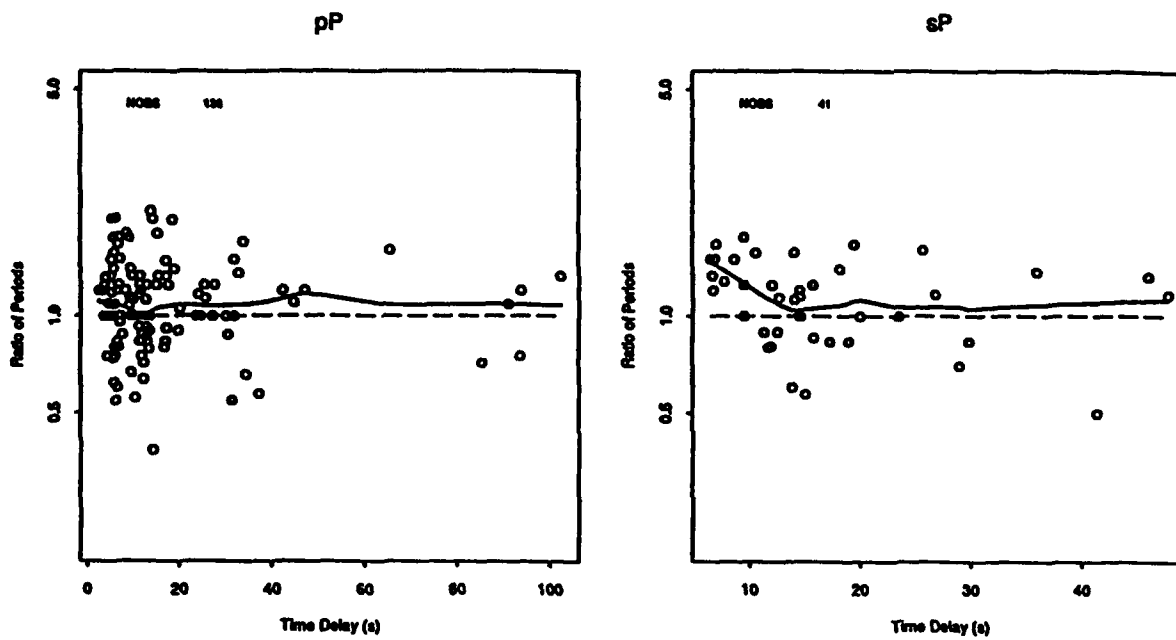 pP
sP
5.0
NOBS
5.0
NOBS 41
Ratio of Periods
1.0
Ratio of Periods
1.0
0.5
0.5
0 20 40 60 80 100
10 20 30 40
Time Delay (s)
Time Delay (s)